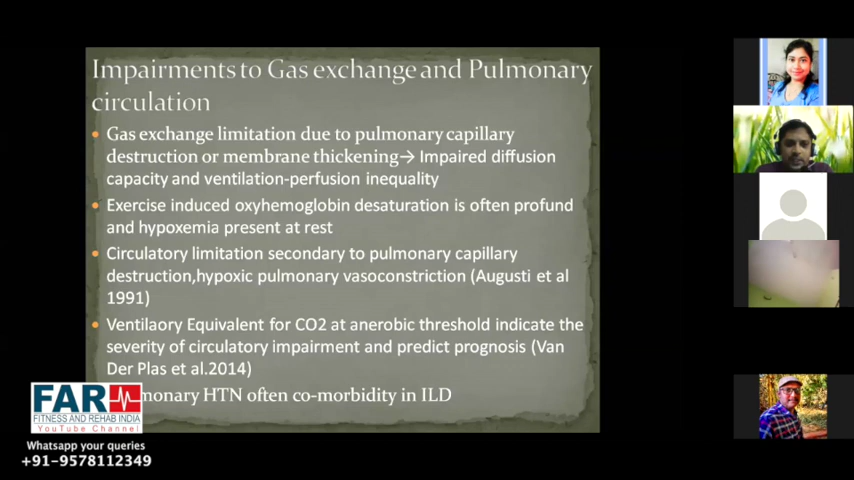 Impairments to Gas exchange and Pulmonary
circulation
Gas exchange limitation due to pulmonary capillary
destruction or membrane thickening→ Impaired diffusion
capacity and ventilation-perfusion inequality
Exercise induced oxyhemoglobin desaturation is often profund
and hypoxemia present at rest
Circulatory limitation secondary to pulmonary capillary
destruction,hypoxic pulmonary vasoconstriction (Augusti et al
1991)
Ventilaory Equivalent for CO2 at anerobic threshold indicate the
severity of circulatory impairment and predict prognosis (Van
Der Plas et al.2014)
monary HTN often co-morbidity in ILD
FAR
FITNESS AND REHAB INDIA
YouTube Channel
Whatsapp your queries
+91-9578112349